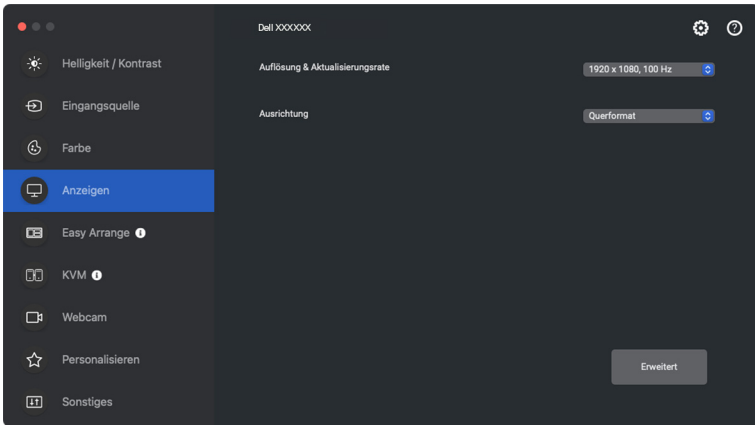 Dell XXXXXX
Helligkeit / Kontrast
Eingangsquelle
Farbe
Anzeigen
Easy Arrange
KVM
Webcam
Personalisieren
Sonstiges
Auflösung & Aktualisierungsrate
1920 x 1080, 100 Hz
Ausrichtung
Querformat
Erweitert